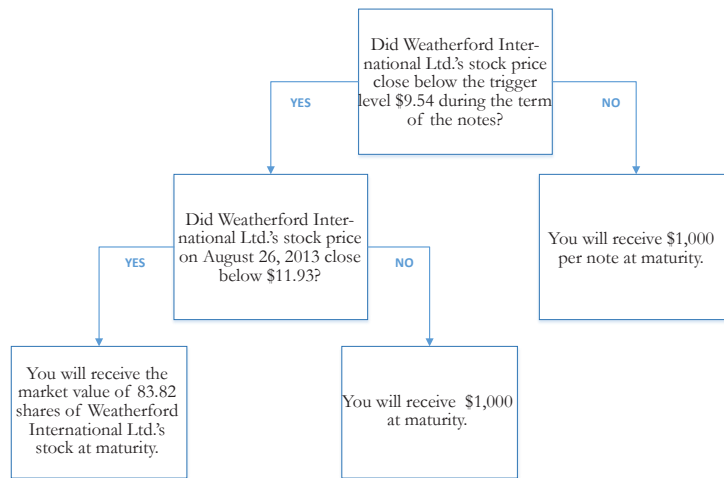 Did Weatherford Inter-
national Ltd.'s stock price
close below the trigger
level $9.54 during the term
of the notes?
YES
NO
Did Weatherford Inter-
national Ltd.'s stock price
on August 26, 2013 close
below $11.93?
You will receive $1,000
per note at maturity.
YES
NO
You will receive the
market value of 83.82
shares of Weatherford
International Ltd.'s
stock at maturity.
You will receive $1,000
at maturity.